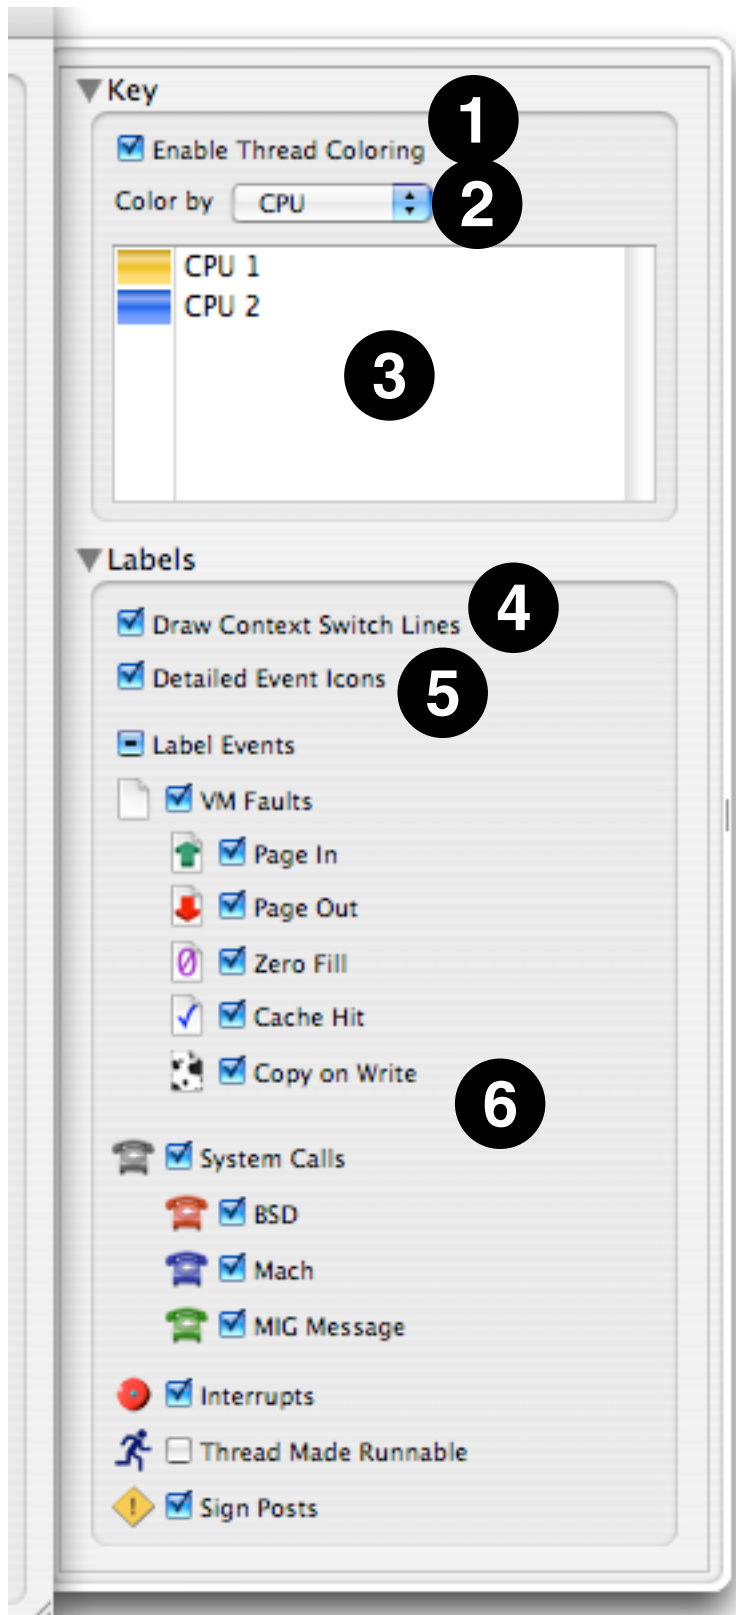 Key
1
Enable Thread Coloring
Color by CPU
2
CPU 1
CPU 2
3
Labels
4
Draw Context Switch Lines
Detailed Event Icons
5
Label Events
VM Faults
Page In
Page Out
0 Zero Fill
Cache Hit
Copy on Write
6
System Calls
BSD
Mach
MIG Message
Interrupts
Thread Made Runnable
! Sign Posts